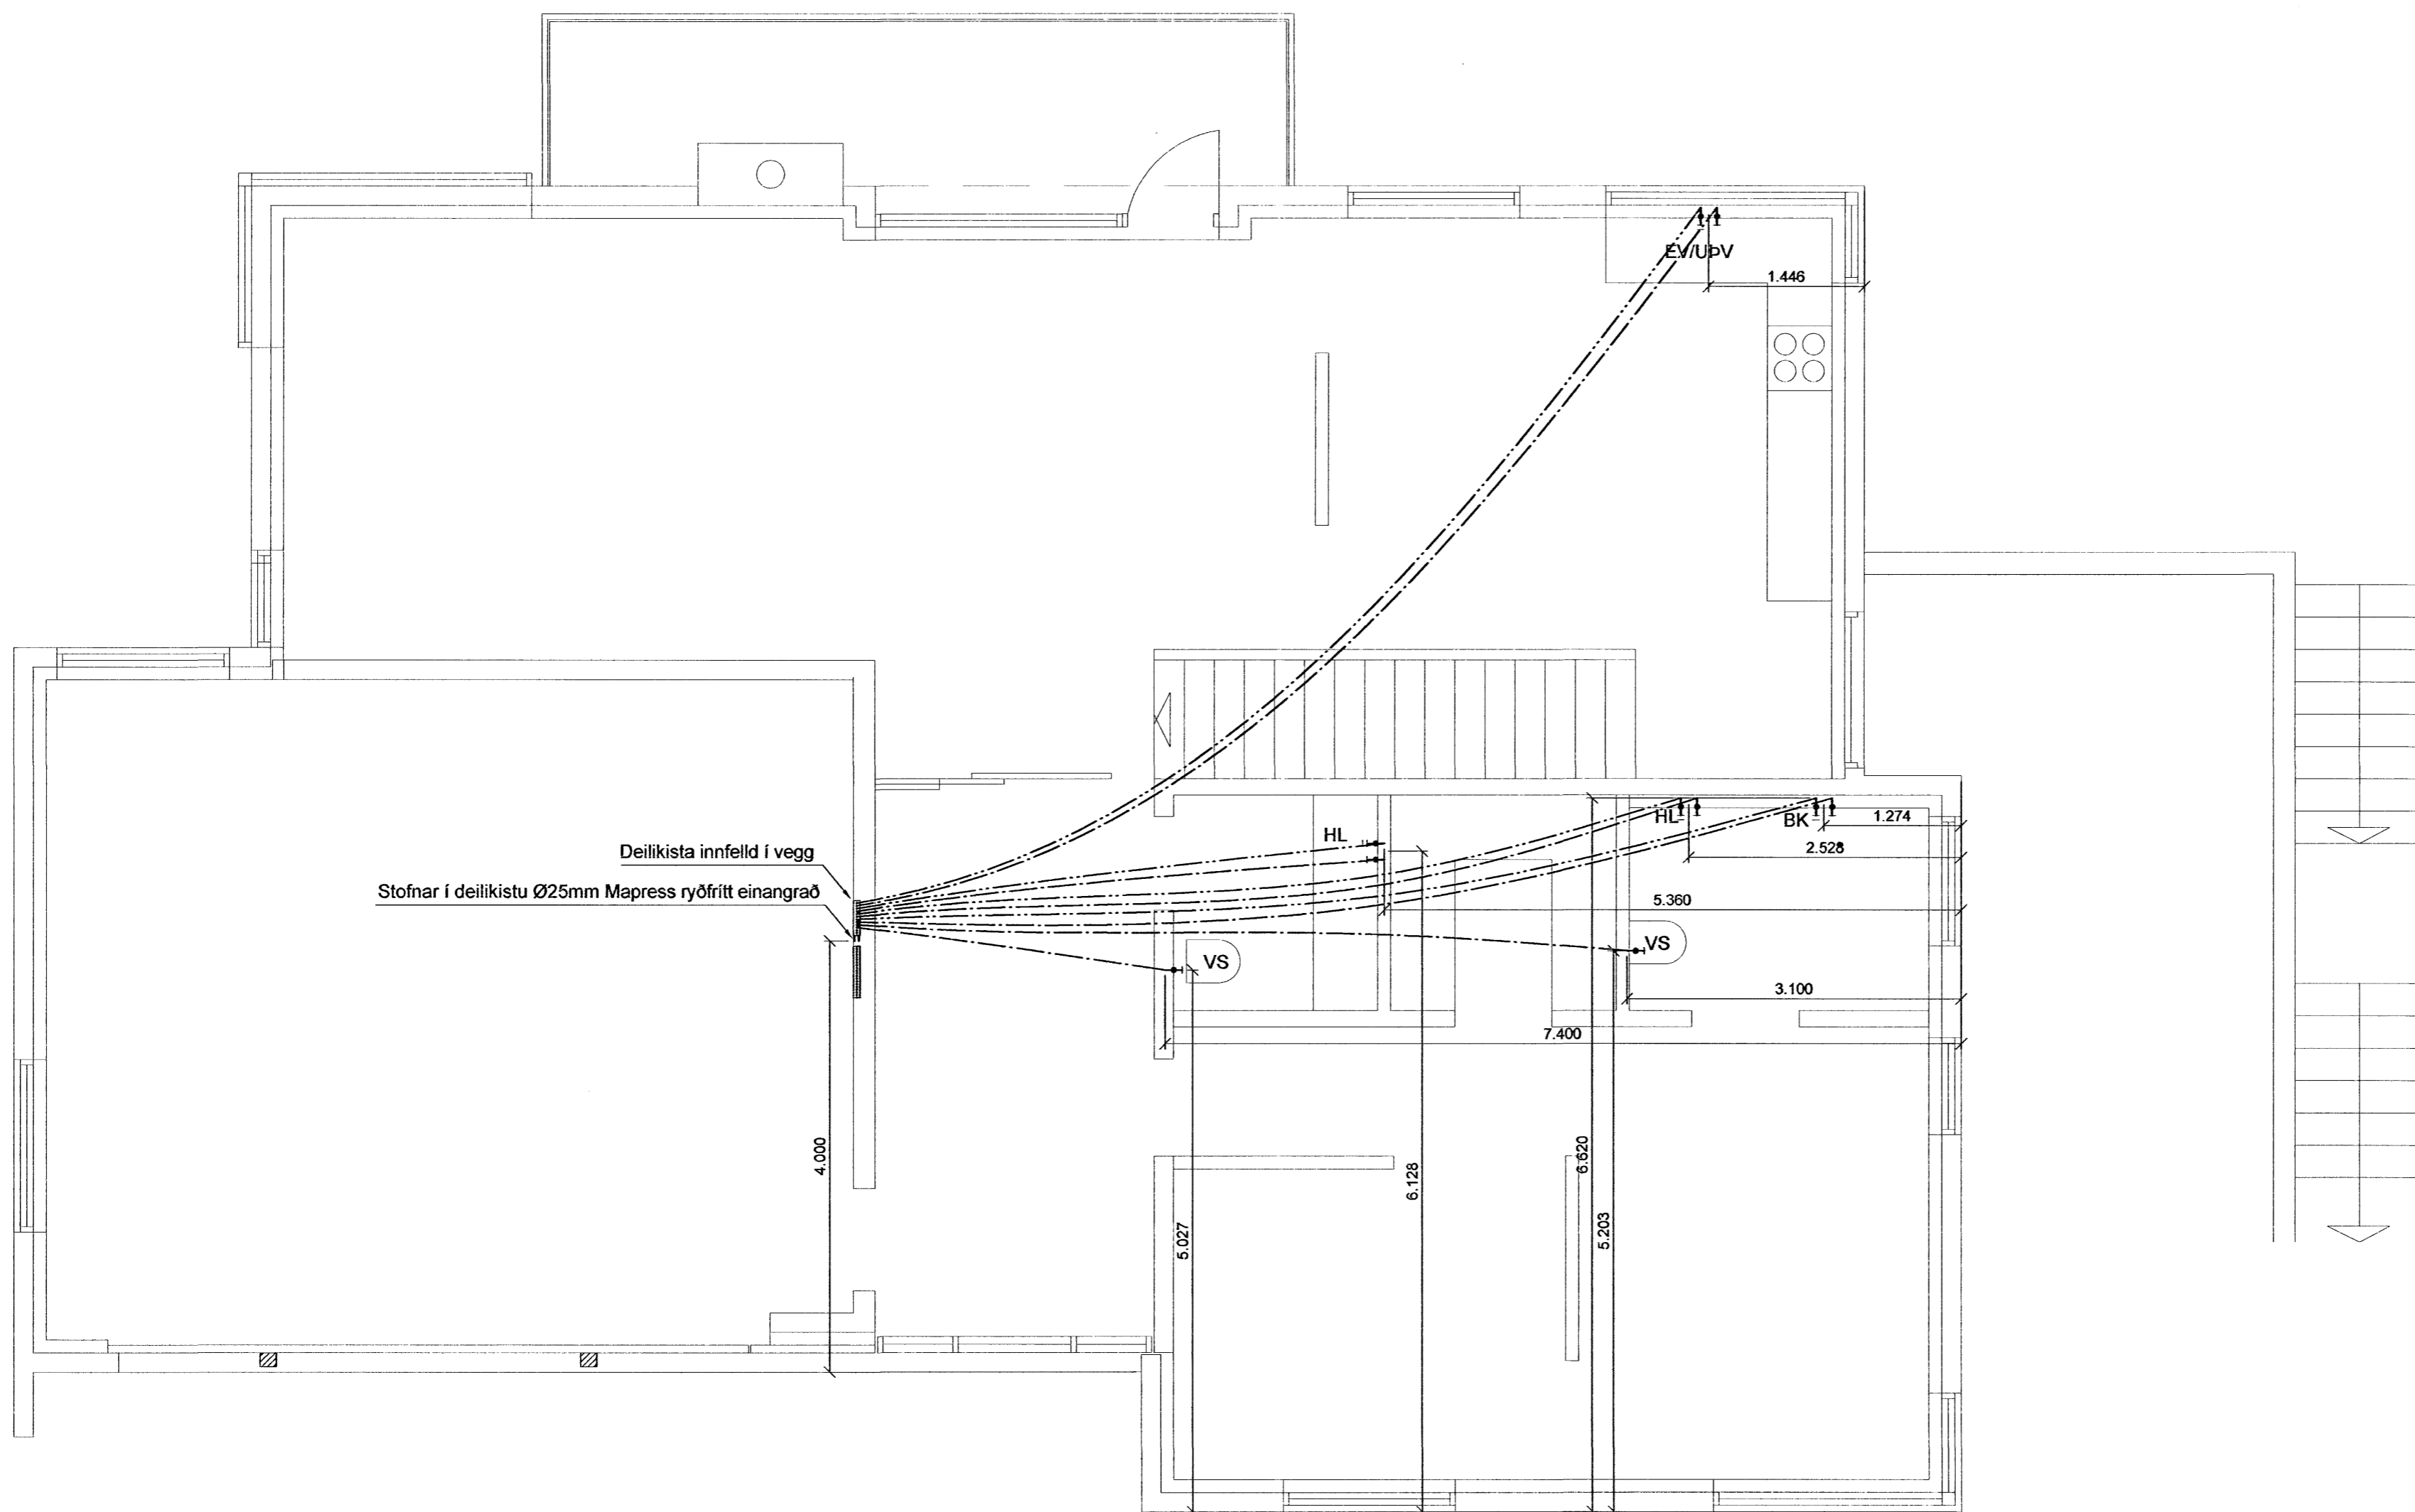 EV/UÞV
1.446
HL
HL
BK
1.274
2.528
Deilikista innfelld í vegg
Stofnar í deilikistu Ø25mm Mapress ryðfrítt einangrað
5.360
VS
VS
3.100
7.400
4.000
6.128
6.620
5.203
5.027